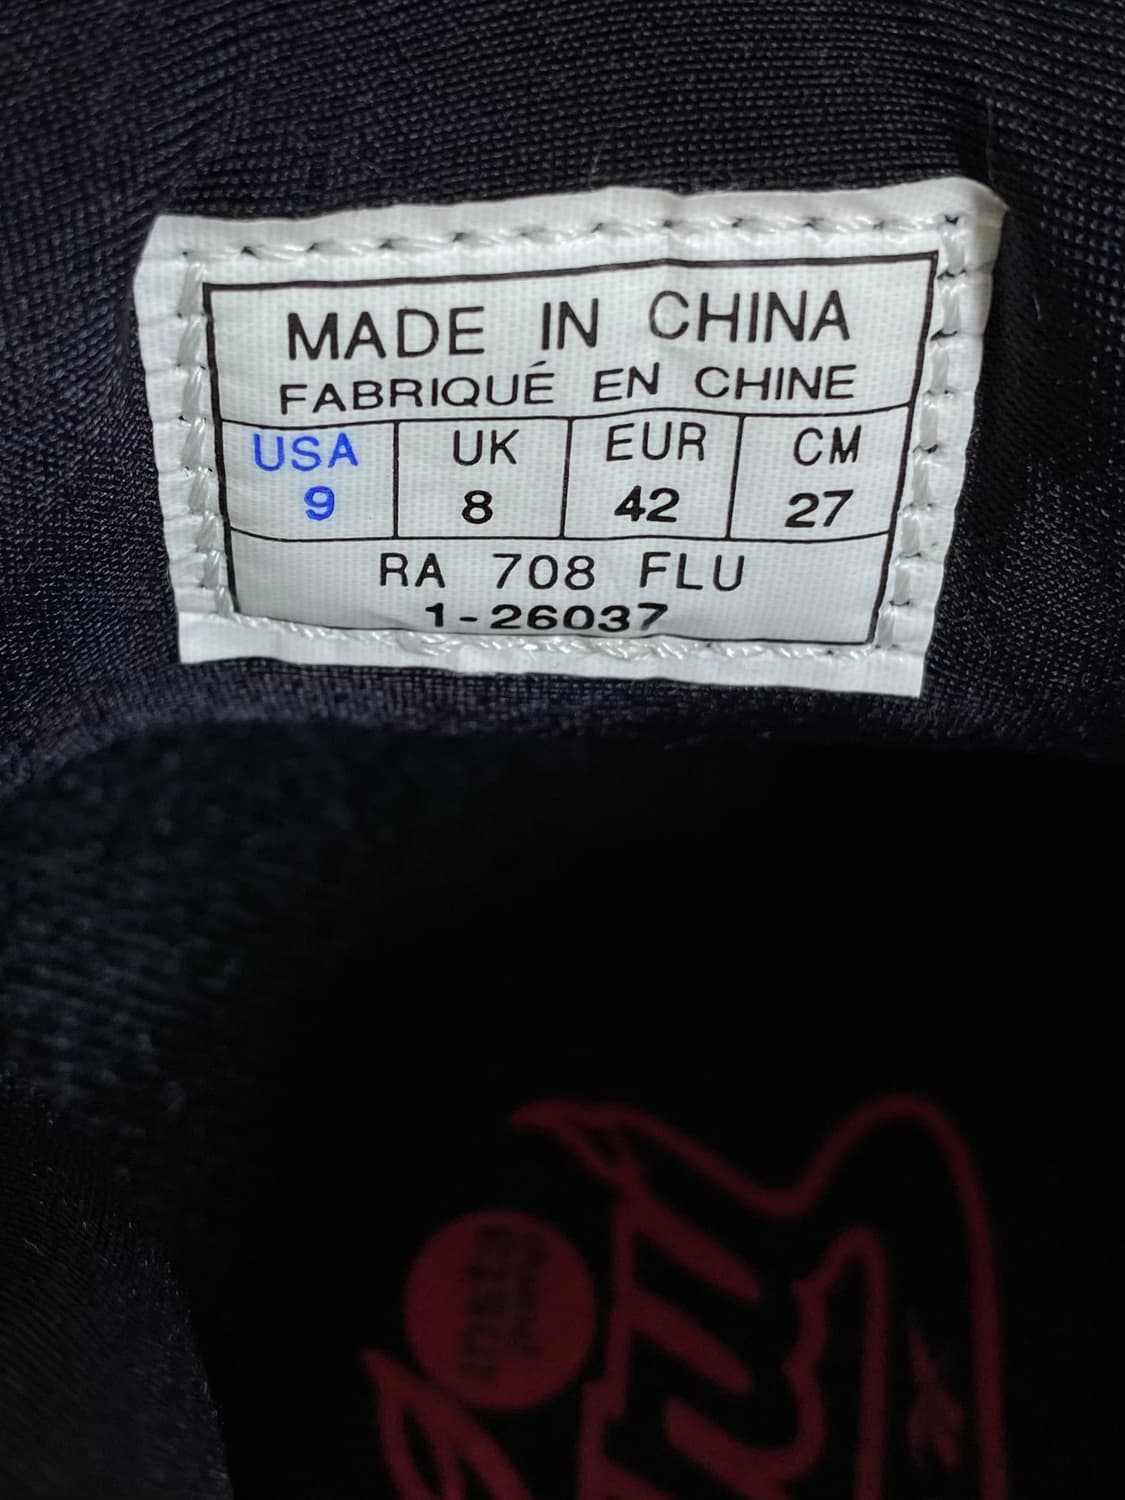 MADE IN CHINA
FABRIQUÉ EN CHINE
USA UK EUR CM
9 8 42 27
RA 708 FLU
1-26037